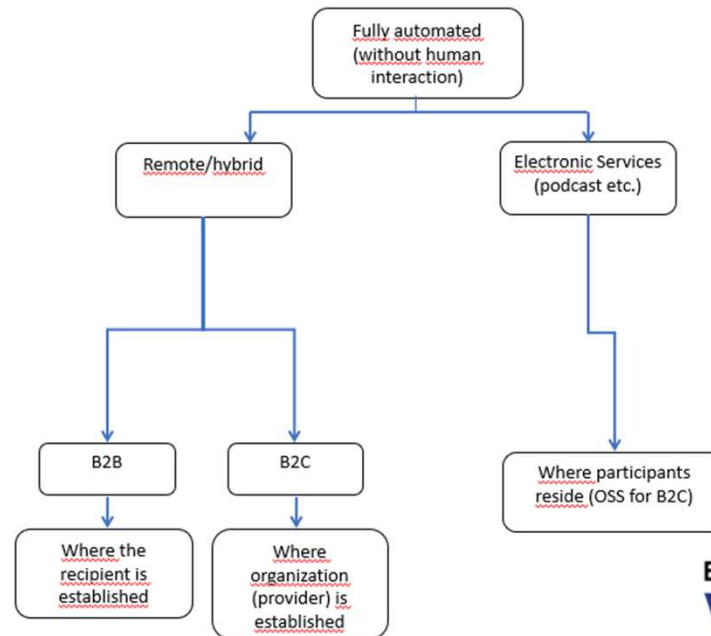 Fully automated
(without human
interaction)
Remote/hybrid
Electronic Services
(podcast etc.)
B2B
B2C
Where participants
reside (OSS for B2C)
Where the
recipient is
established
Where
organization
(provider) is
established